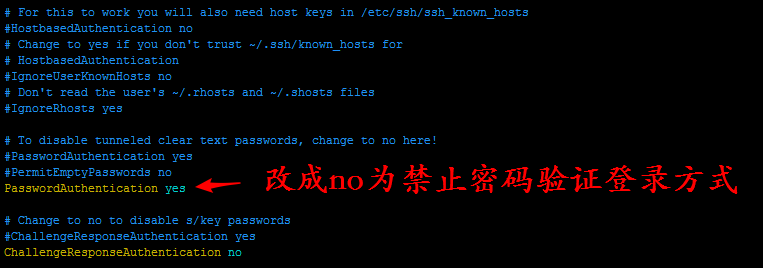 # For this to work you will also need host keys in /etc/ssh/ssh_known_hosts
#HostbasedAuthentication no
# Change to yes if you don't trust ~/.ssh/known_hosts for
# HostbasedAuthentication
#IgnoreUserKnownHosts no
# Don't read the user's ~/.rhosts and ~/.shosts files
#IgnoreRhosts yes
# To disable tunneled clear text passwords, change to no here!
#PasswordAuthentication yes
#PermitEmptyPasswords no
PasswordAuthentication yes
改成no为禁止密码验证登录方式
# Change to no to disable s/key passwords
#ChallengeResponseAuthentication yes
ChallengeResponseAuthentication no